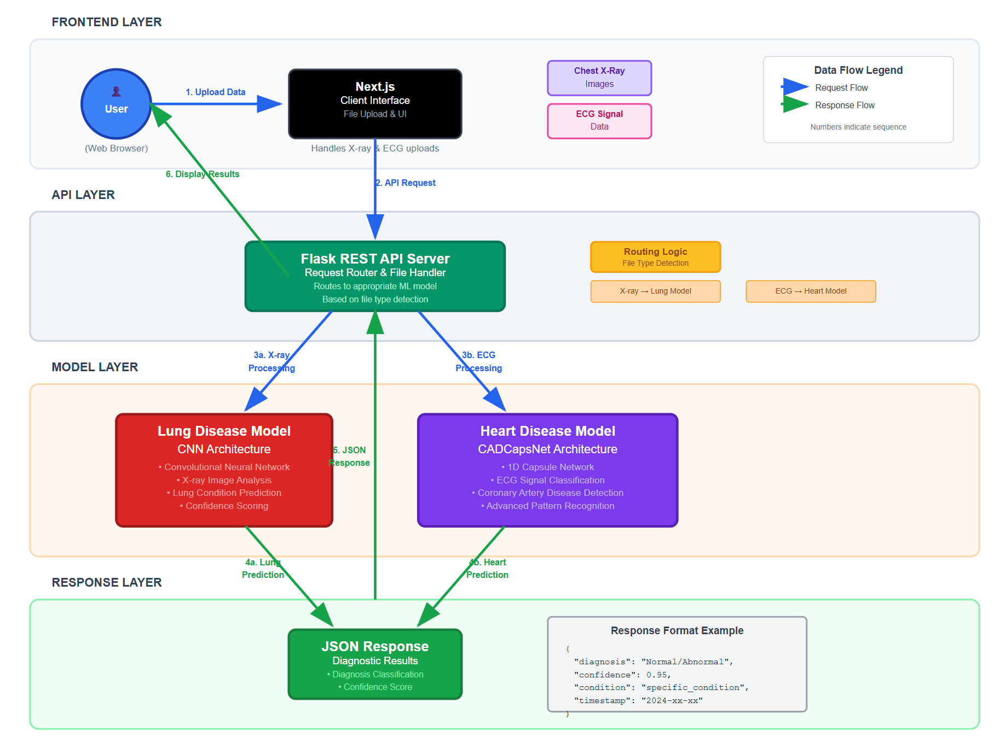 FRONTEND LAYER
User
(Web Browser)
1. Upload Data
Next.js
Client Interface
File Upload & UI
Handles X-ray & ECG uploads
Chest X-Ray
Images
ECG Signal
Data
Data Flow Legend
Request Flow
Response Flow
Numbers indicate sequence
6. Display Results
2. API Request
API LAYER
Flask REST API Server
Request Router & File Handler
Routes to appropriate ML model
Based on file type detection
Routing Logic
File Type Detection
X-ray → Lung Model
ECG → Heart Model
3a. X-ray
Processing
3b. ECG
Processing
MODEL LAYER
Lung Disease Model
CNN Architecture
• Convolutional Neural Network
• X-ray Image Analysis
• Lung Condition Prediction
• Confidence Scoring
5. JSON
Response
Heart Disease Model
CADCapsNet Architecture
• 1D Capsule Network
• ECG Signal Classification
• Coronary Artery Disease Detection
• Advanced Pattern Recognition
4a. Lung
Prediction
4b. Heart
Prediction
RESPONSE LAYER
JSON Response
Diagnostic Results
• Diagnosis Classification
• Confidence Score
Response Format Example
{
"diagnosis": "Normal/Abnormal",
"confidence": 0.95,
"condition": "specific_condition",
"timestamp": "2024-xx-xx"
}